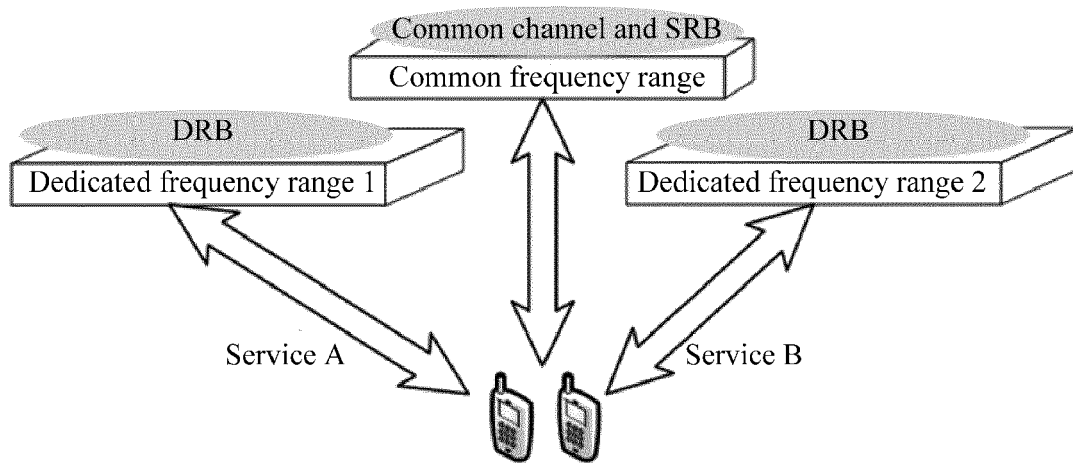 Common channel and SRB
Common frequency range
DRB
Dedicated frequency range 1
DRB
Dedicated frequency range 2
Service A
Service B